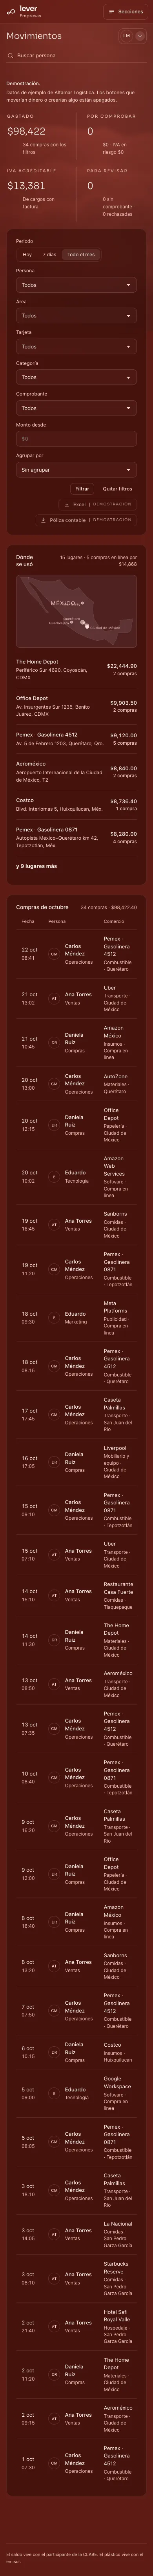 lever
Empresas
Secciones
Movimientos
LM
Buscar persona
Demostración.
Ejemplo de Altamar Logística. Los botones que
moverían dinero o crearían algo están apagados.
GASTADO
$98,422
34 compras con los
filtros
POR COMPROBAR
0
$0 · IVA en
riesgo $0
IVA ACREDITABLE
$13,381
De cargos con
factura
PARA REVISAR
0
0 sin
comprobante ·
0 rechazadas
Periodo
Hoy 7 días Todo el mes
Persona
Todos
Área
Todos
Tarjeta
Todos
Categoría
Todos
Comprobante
Todos
Monto desde
$0
Agrupar por
Sin agrupar
Filtrar Quitar filtros
Excel | DEMOSTRACIÓN
Póliza contable | DEMOSTRACIÓN
Dónde
se usó
15 lugares · 5 compras en línea por
$14,868
MÉXICO
Querétaro
Guadalajara
Ciudad de México
The Home Depot
Periférico Sur 4690, Coyoacán,
CDMX
$22,444.90
2 compras
Office Depot
Av. Insurgentes Sur 1235, Benito
Juárez, CDMX
$9,903.50
2 compras
Pemex · Gasolinera 4512
Av. 5 de Febrero 1203, Querétaro, Qro.
$9,120.00
5 compras
Aeroméxico
Aeropuerto Internacional de la Ciudad
de México, T2
$8,840.00
2 compras
Costco
Blvd. Interlomas 5, Huixquilucan, Méx.
$8,736.40
1 compra
Pemex · Gasolinera 0871
Autopista México-Querétaro km 42,
Tepotzotlán, Méx.
$8,280.00
4 compras
y 9 lugares más
Compras de octubre
34 compras · $98,422.40
Fecha Persona Comercio
22 oct
08:41
CM
Carlos
Méndez
Operaciones
Pemex ·
Gasolinera
4512
Combustible
· Querétaro
21 oct
13:02
AT
Ana Torres
Ventas
Uber
Transporte ·
Ciudad de
México
21 oct
10:45
DR
Daniela
Ruiz
Compras
Amazon
México
Insumos ·
Compra en
línea
20 oct
13:00
CM
Carlos
Méndez
Operaciones
AutoZone
Materiales ·
Querétaro
20 oct
12:15
DR
Daniela
Ruiz
Compras
Office
Depot
Papelería ·
Ciudad de
México
20 oct
10:02
E
Eduardo
Tecnología
Amazon
Web
Services
Software ·
Compra en
línea
19 oct
16:45
AT
Ana Torres
Ventas
Sanborns
Comidas ·
Ciudad de
México
19 oct
11:20
CM
Carlos
Méndez
Operaciones
Pemex ·
Gasolinera
0871
Combustible
· Tepotzotlán
18 oct
09:30
E
Eduardo
Marketing
Meta
Platforms
Publicidad ·
Compra en
línea
18 oct
08:15
CM
Carlos
Méndez
Operaciones
Pemex ·
Gasolinera
4512
Combustible
· Querétaro
17 oct
17:45
CM
Carlos
Méndez
Operaciones
Caseta
Palmillas
Transporte ·
San Juan del
Río
16 oct
17:05
DR
Daniela
Ruiz
Compras
Liverpool
Mobiliario y
equipo ·
Ciudad de
México
15 oct
09:10
CM
Carlos
Méndez
Operaciones
Pemex ·
Gasolinera
0871
Combustible
· Tepotzotlán
15 oct
07:10
AT
Ana Torres
Ventas
Uber
Transporte ·
Ciudad de
México
14 oct
15:10
AT
Ana Torres
Ventas
Restaurante
Casa Fuerte
Comidas ·
Tlaquepaque
14 oct
11:30
DR
Daniela
Ruiz
Compras
The Home
Depot
Materiales ·
Ciudad de
México
13 oct
08:50
AT
Ana Torres
Ventas
Aeroméxico
Transporte ·
Ciudad de
México
13 oct
07:35
CM
Carlos
Méndez
Operaciones
Pemex ·
Gasolinera
4512
Combustible
· Querétaro
10 oct
08:40
CM
Carlos
Méndez
Operaciones
Pemex ·
Gasolinera
0871
Combustible
· Tepotzotlán
9 oct
16:20
CM
Carlos
Méndez
Operaciones
Caseta
Palmillas
Transporte ·
San Juan del
Río
9 oct
12:00
DR
Daniela
Ruiz
Compras
Office
Depot
Papelería ·
Ciudad de
México
8 oct
16:40
DR
Daniela
Ruiz
Compras
Amazon
México
Insumos ·
Compra en
línea
8 oct
13:20
AT
Ana Torres
Ventas
Sanborns
Comidas ·
Ciudad de
México
7 oct
07:50
CM
Carlos
Méndez
Operaciones
Pemex ·
Gasolinera
4512
Combustible
· Querétaro
6 oct
10:15
DR
Daniela
Ruiz
Compras
Costco
Insumos ·
Huixquilucan
5 oct
09:00
E
Eduardo
Tecnología
Google
Workspace
Software ·
Compra en
línea
5 oct
08:05
CM
Carlos
Méndez
Operaciones
Pemex ·
Gasolinera
0871
Combustible
· Tepotzotlán
3 oct
18:10
CM
Carlos
Méndez
Operaciones
Caseta
Palmillas
Transporte ·
San Juan del
Río
3 oct
14:05
AT
Ana Torres
Ventas
La Nacional
Comidas ·
San Pedro
Garza García
3 oct
08:10
AT
Ana Torres
Ventas
Starbucks
Reserve
Comidas ·
San Pedro
Garza García
2 oct
21:40
AT
Ana Torres
Ventas
Hotel Safi
Royal Valle
Hospedaje ·
San Pedro
Garza García
2 oct
11:20
DR
Daniela
Ruiz
Compras
The Home
Depot
Materiales ·
Ciudad de
México
2 oct
09:15
AT
Ana Torres
Ventas
Aeroméxico
Transporte ·
Ciudad de
México
1 oct
07:30
CM
Carlos
Méndez
Operaciones
Pemex ·
Gasolinera
4512
Combustible
· Querétaro
El saldo vive con el participante de la CLABE. El plástico vive con el
emisor.